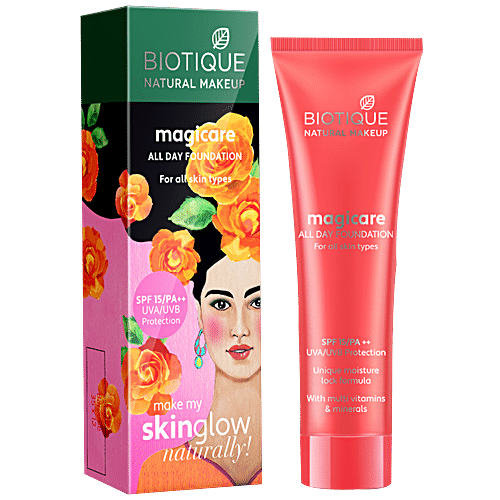 BIOTIQUE
NATURAL MAKEUP
magicare
ALL DAY FOUNDATION
For all skin types
SPF 15/PA++
UVA/UVB
Protection
make my
skinglow
naturally!
BIOTIQUE
NATURAL MAKEUP
magicare
ALL DAY FOUNDATION
For all skin types
SPF 15/PA ++
UVA/UVB Protection
Unique moisture
lock formula
With multi vitamins
& minerals